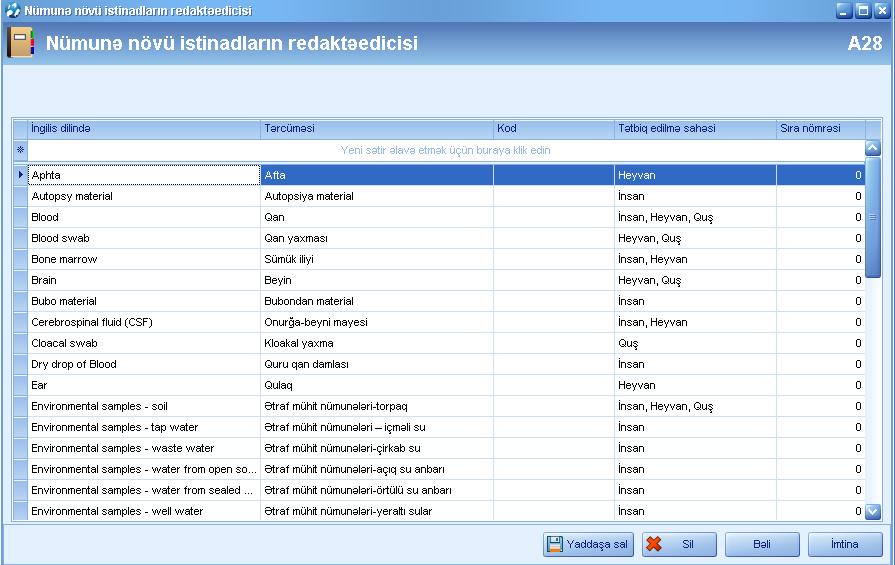 Nümunə növü istinadların redaktəedicisi
Nümunə növü istinadların redaktəedicisi A28
İngilis dilində Tərcüməsi Kod Tətbiq edilmə sahəsi Sıra nömrəsi
Yeni sətir əlavə etmək üçün buraya klik edin
Aphta Afta Heyvan 0
Autopsy material Autopsiya material İnsan 0
Blood Qan İnsan, Heyvan, Quş 0
Blood swab Qan yaxması Heyvan, Quş 0
Bone marrow Sümük iliyi İnsan, Heyvan 0
Brain Beyin Heyvan, Quş 0
Bubo material Bubondan material İnsan 0
Cerebrospinal fluid (CSF) Onurğa-beyni mayesi İnsan, Heyvan 0
Cloacal swab Kloakal yaxma Quş 0
Dry drop of Blood Quru qan damlası İnsan 0
Ear Qulaq Heyvan 0
Environmental samples - soil Ətraf mühit nümunələri-torpaq İnsan, Heyvan, Quş 0
Environmental samples - tap water Ətraf mühit nümunələri – içməli su İnsan 0
Environmental samples - waste water Ətraf mühit nümunələri-çirkab su İnsan 0
Environmental samples - water from open so... Ətraf mühit nümunələri-açıq su anbarı İnsan 0
Environmental samples - water from sealed ... Ətraf mühit nümunələri-örtülü su anbarı İnsan 0
Environmental samples - well water Ətraf mühit nümunələri-yeraltı sular İnsan 0
Yaddaşa sal Sil Bəli İmtina